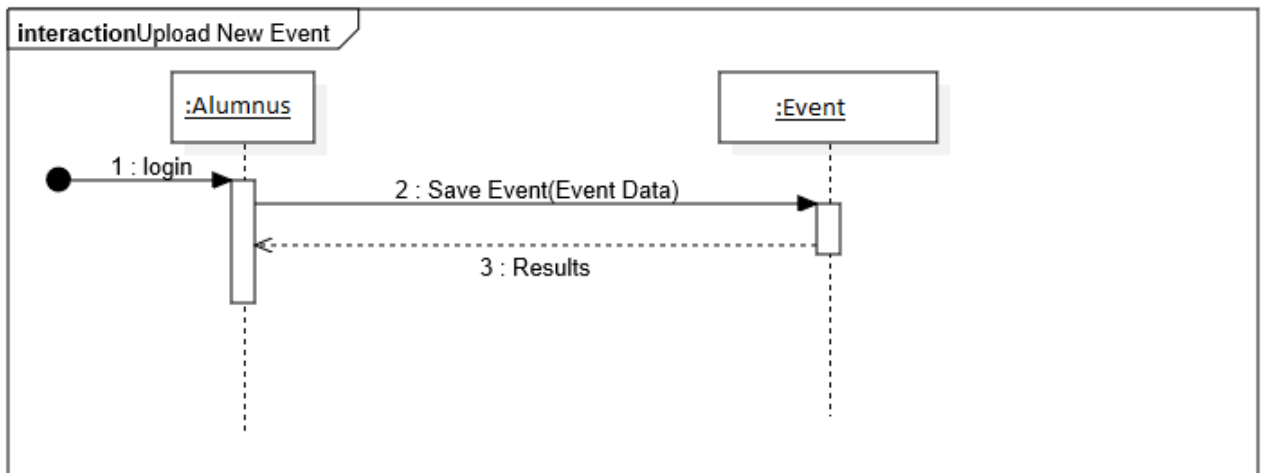 interactionUpload New Event
:Alumnus
:Event
1 : login
2 : Save Event(Event Data)
3 : Results